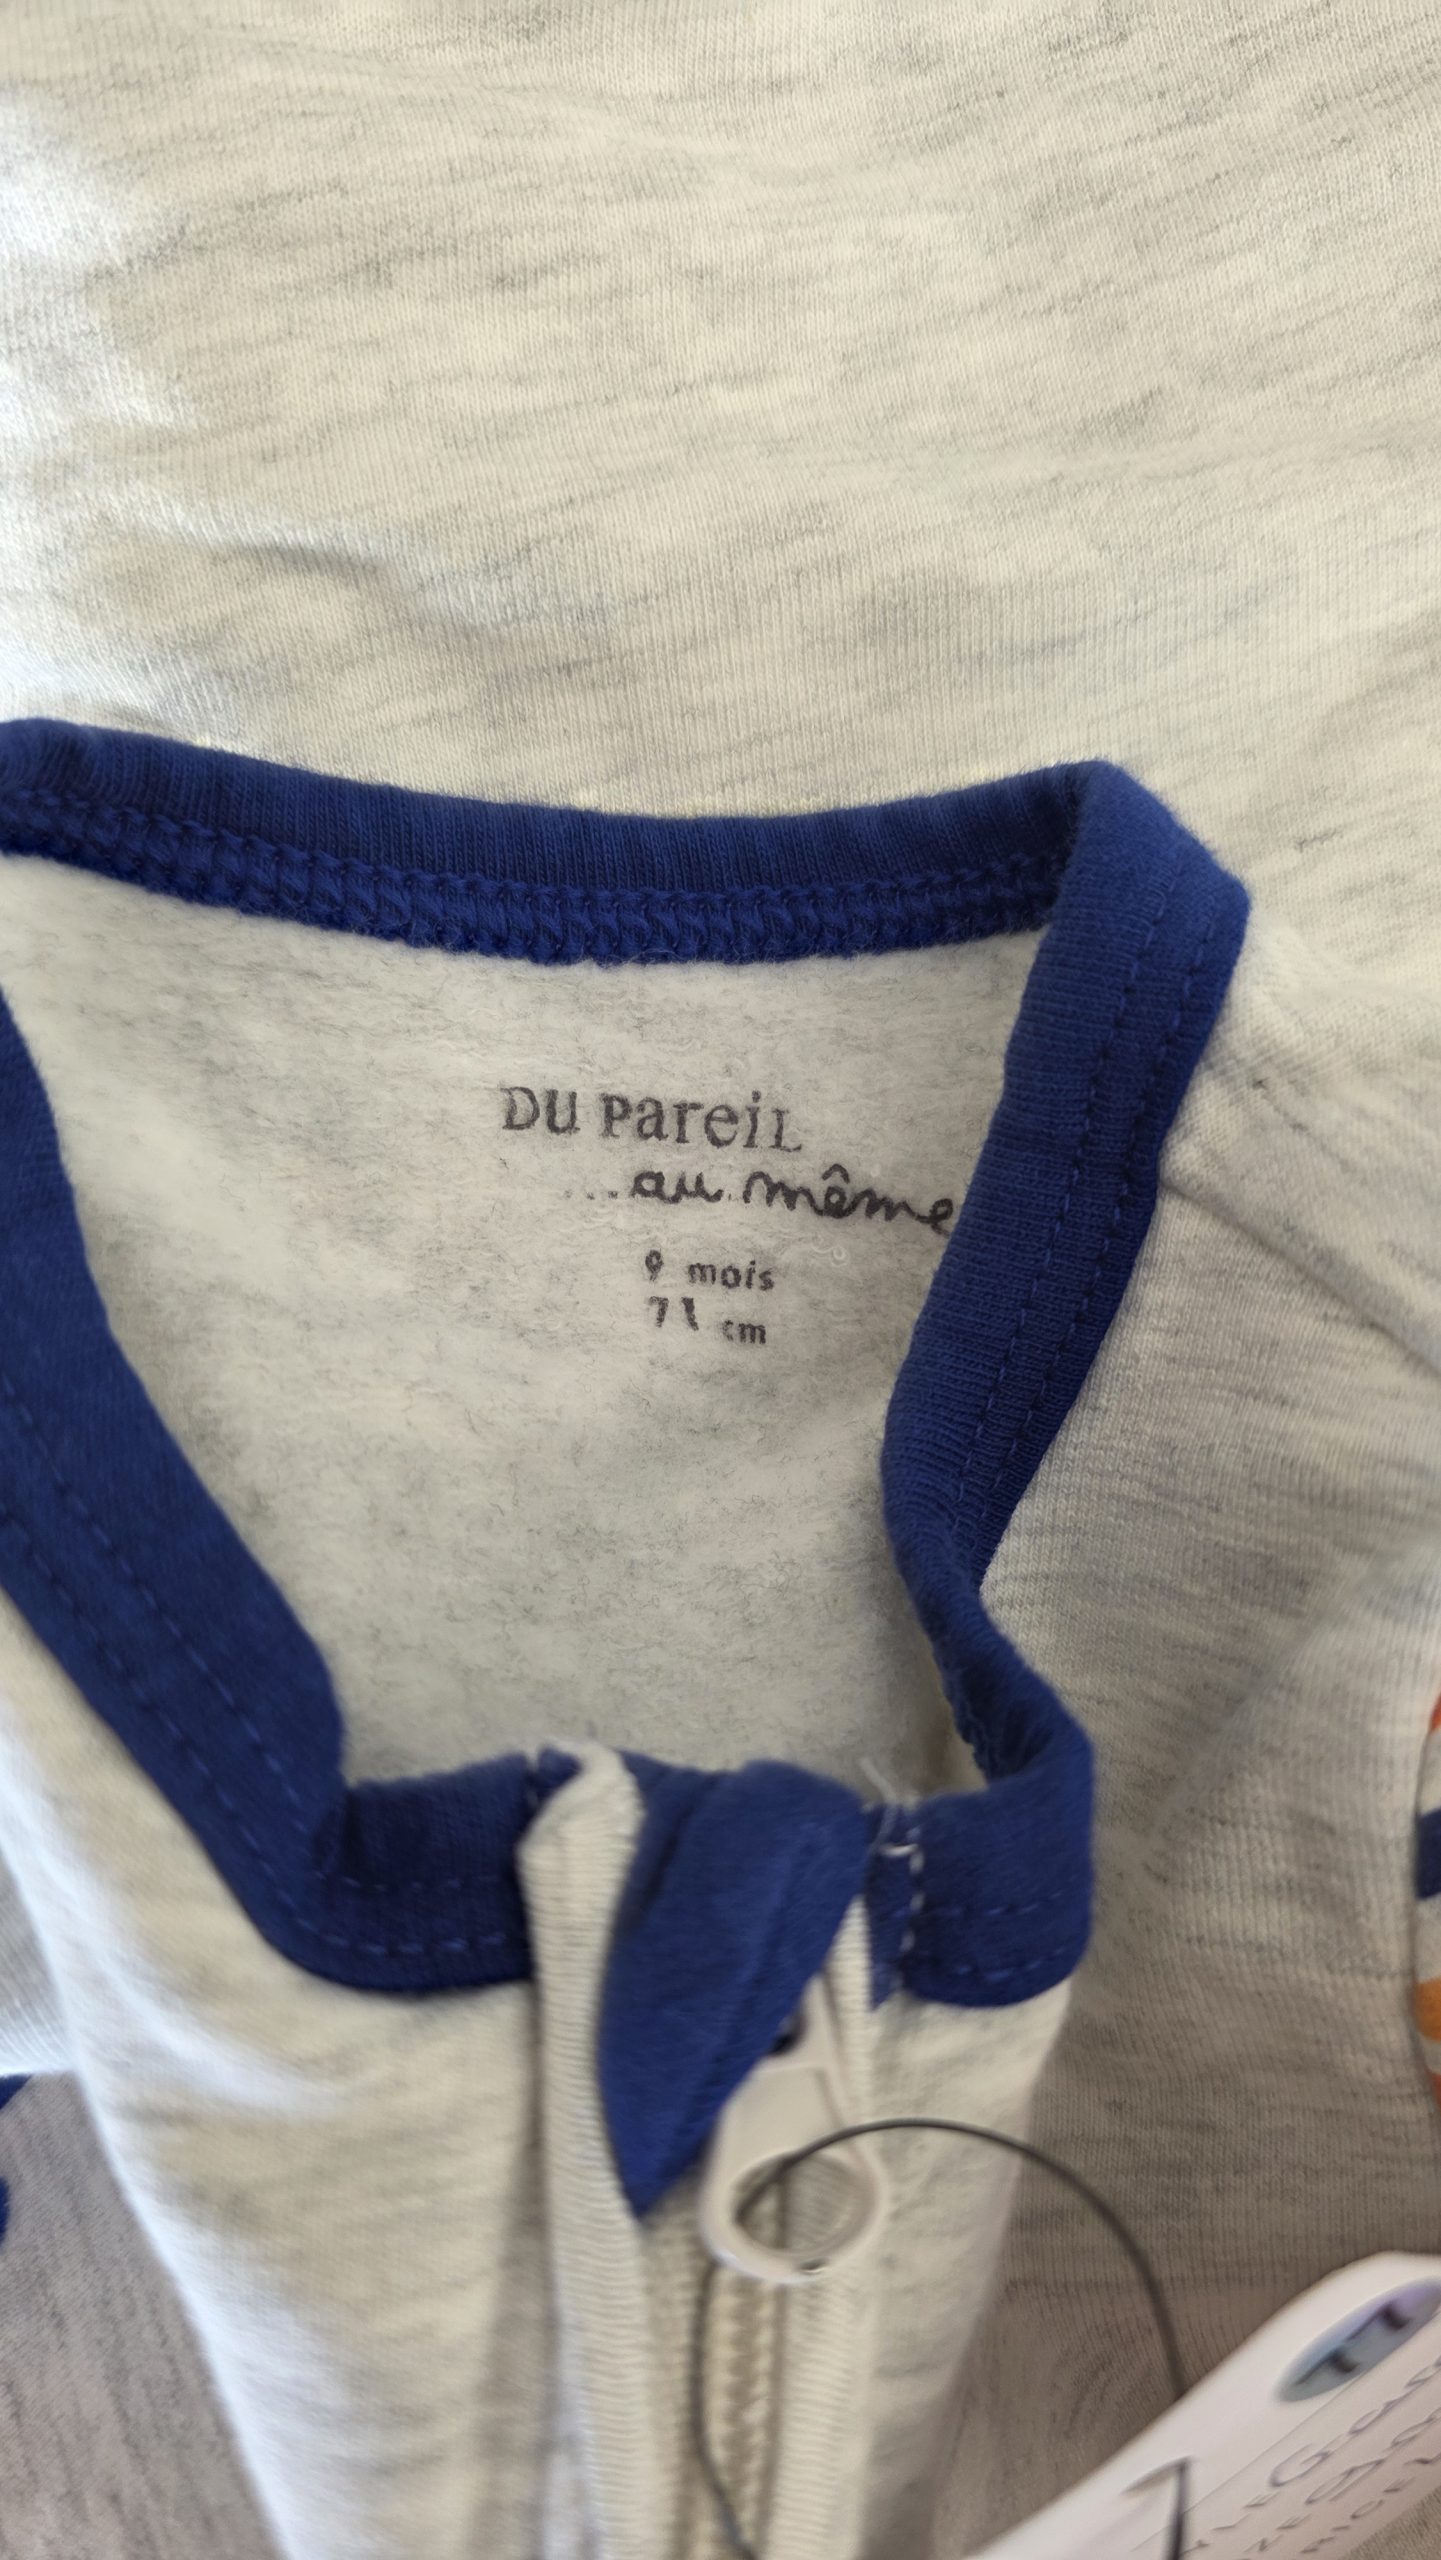 DU PareiL
...au même
9 mois
71 cm